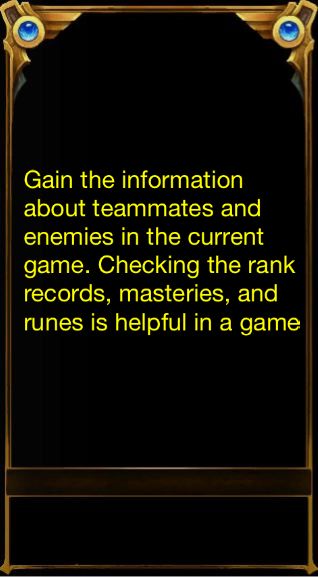 Gain the information
about teammates and
enemies in the current
game. Checking the rank
records, masteries, and
runes is helpful in a game